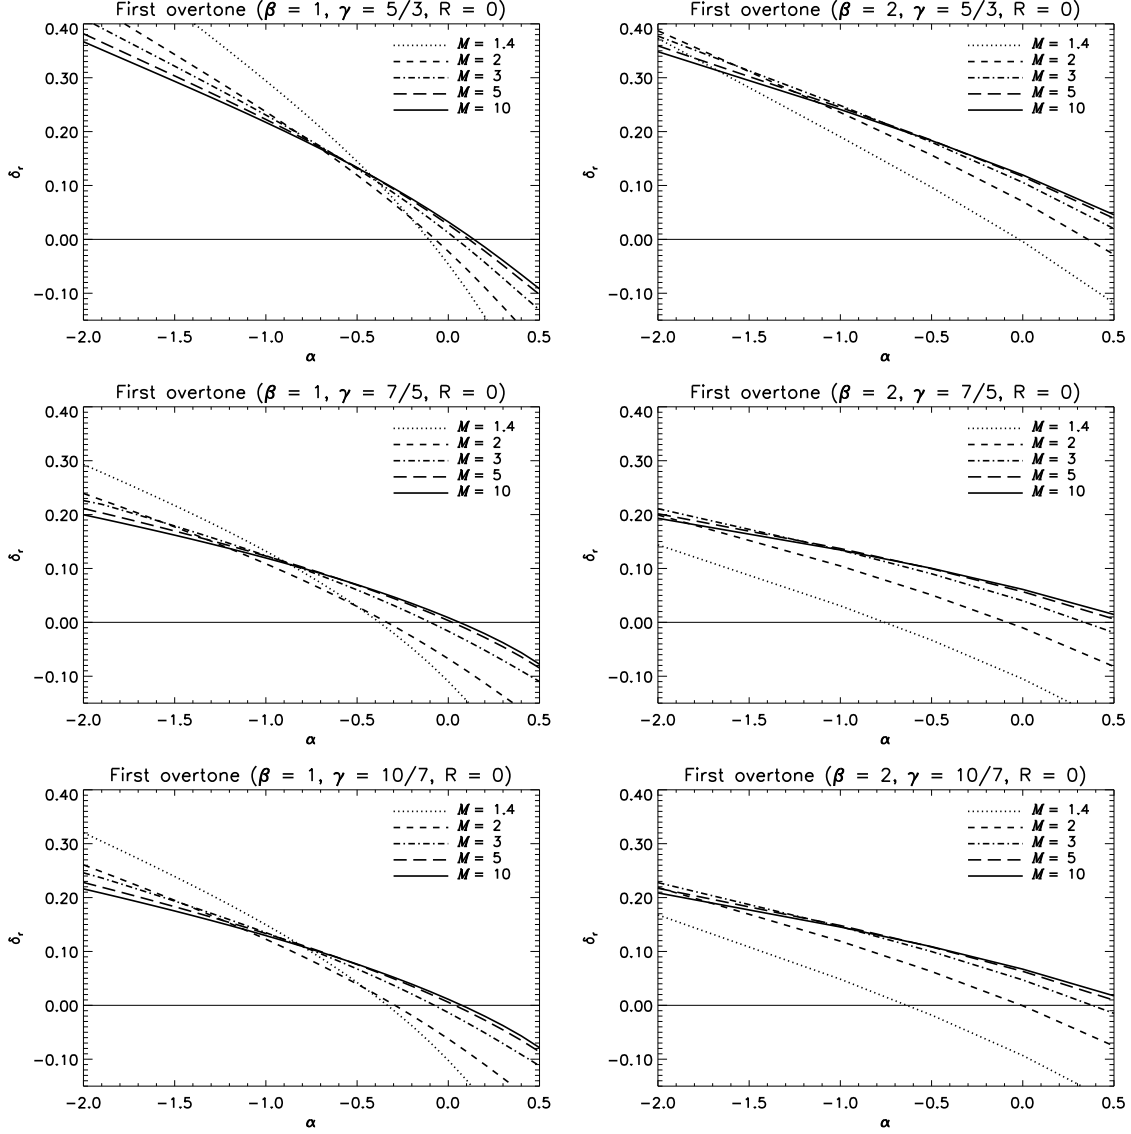 First overtone (β = 1, γ = 5/3, R = 0)
0.40
0.30
0.20
0.10
0.00
−0.10
δr
M = 1.4
M = 2
M = 3
M = 5
M = 10
−2.0 −1.5 −1.0 −0.5 0.0 0.5
α
First overtone (β = 2, γ = 5/3, R = 0)
0.40
0.30
0.20
0.10
0.00
−0.10
δr
M = 1.4
M = 2
M = 3
M = 5
M = 10
−2.0 −1.5 −1.0 −0.5 0.0 0.5
α
First overtone (β = 1, γ = 7/5, R = 0)
0.40
0.30
0.20
0.10
0.00
−0.10
δr
M = 1.4
M = 2
M = 3
M = 5
M = 10
−2.0 −1.5 −1.0 −0.5 0.0 0.5
α
First overtone (β = 2, γ = 7/5, R = 0)
0.40
0.30
0.20
0.10
0.00
−0.10
δr
M = 1.4
M = 2
M = 3
M = 5
M = 10
−2.0 −1.5 −1.0 −0.5 0.0 0.5
α
First overtone (β = 1, γ = 10/7, R = 0)
0.40
0.30
0.20
0.10
0.00
−0.10
δr
M = 1.4
M = 2
M = 3
M = 5
M = 10
−2.0 −1.5 −1.0 −0.5 0.0 0.5
α
First overtone (β = 2, γ = 10/7, R = 0)
0.40
0.30
0.20
0.10
0.00
−0.10
δr
M = 1.4
M = 2
M = 3
M = 5
M = 10
−2.0 −1.5 −1.0 −0.5 0.0 0.5
α